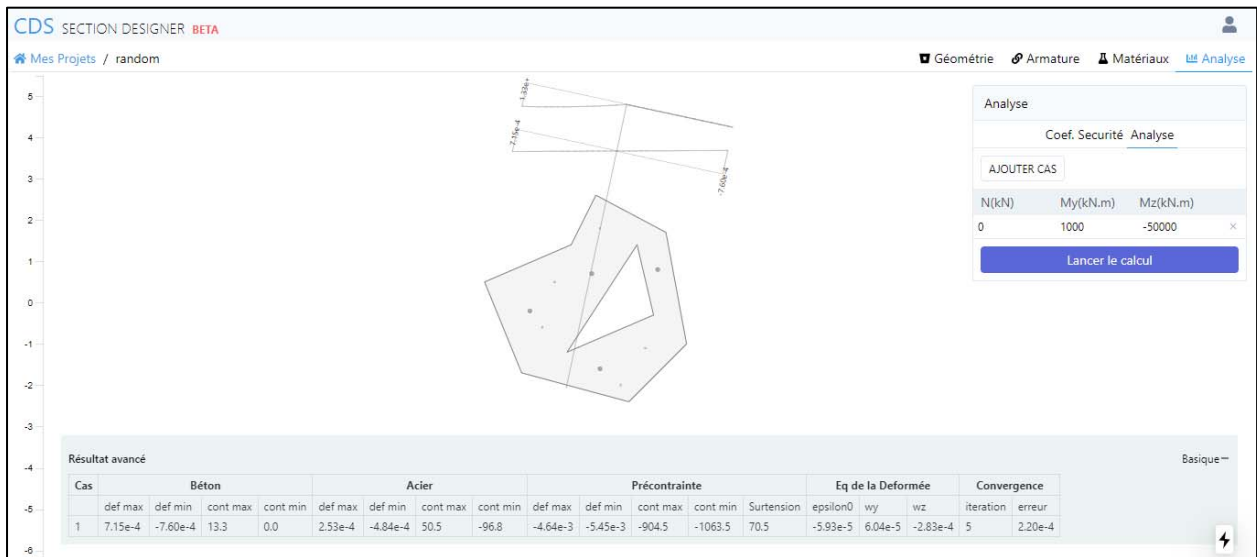 CDS SECTION DESIGNER BETA
Mes Projets / random
Géométrie Armature Matériaux Analyse
5
4
3
2
1
0
-1
-2
-3
-4
-5
-6
1.33e+
7.15e-4
-7.60e-4
Analyse
Coef. Securité Analyse
AJOUTER CAS
N(kN) My(kN.m) Mz(kN.m)
0 1000 -50000 ×
Lancer le calcul
Résultat avancé Basique−
Cas Béton Acier Précontrainte Eq de la Deformée Convergence
def max def min cont max cont min def max def min cont max cont min def max def min cont max cont min Surtension epsilon0 wy wz iteration erreur
1 7.15e-4 -7.60e-4 13.3 0.0 2.53e-4 -4.84e-4 50.5 -96.8 -4.64e-3 -5.45e-3 -904.5 -1063.5 70.5 -5.93e-5 6.04e-5 -2.83e-4 5 2.20e-4